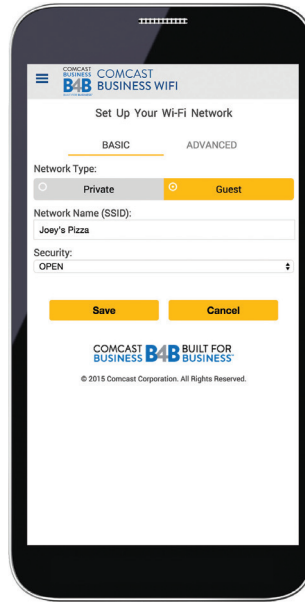 COMCAST
BUSINESS
B4B
COMCAST
BUSINESS WIFI
Set Up Your Wi-Fi Network
BASIC ADVANCED
Network Type:
Private Guest
Network Name (SSID):
Joey's Pizza
Security:
OPEN
Save Cancel
COMCAST B4B BUILT FOR
BUSINESS BUSINESS
© 2015 Comcast Corporation. All Rights Reserved.